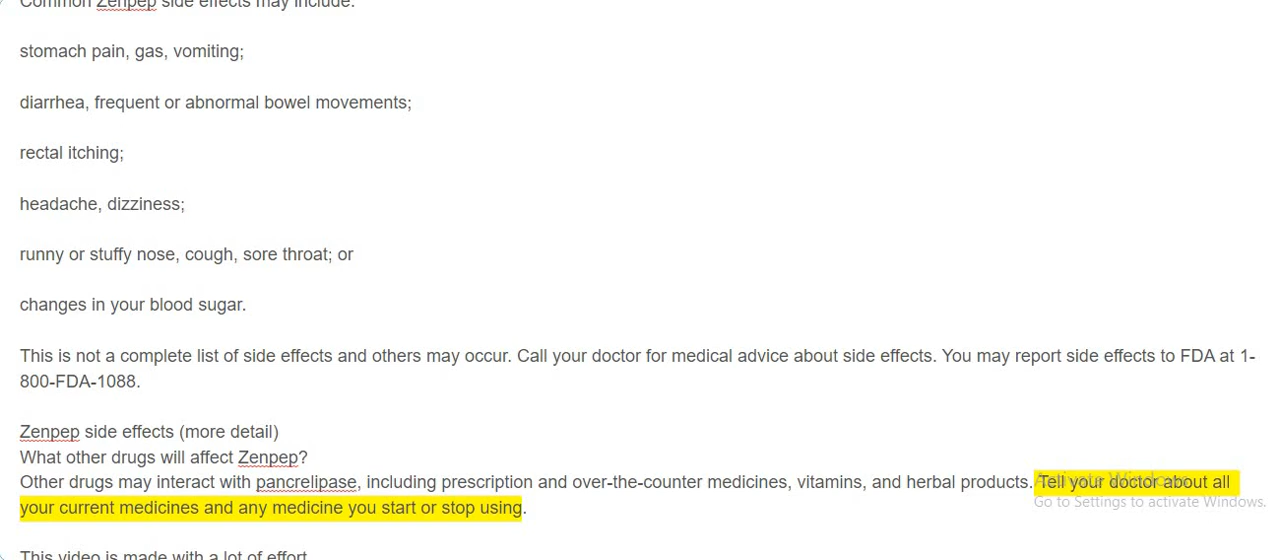 Common Zenpep side effects may include:
stomach pain, gas, vomiting;
diarrhea, frequent or abnormal bowel movements;
rectal itching;
headache, dizziness;
runny or stuffy nose, cough, sore throat; or
changes in your blood sugar.
This is not a complete list of side effects and others may occur. Call your doctor for medical advice about side effects. You may report side effects to FDA at 1-
800-FDA-1088.
Zenpep side effects (more detail)
What other drugs will affect Zenpep?
Other drugs may interact with pancrelipase, including prescription and over-the-counter medicines, vitamins, and herbal products. Tell your doctor about all
your current medicines and any medicine you start or stop using.
Activate Windows
Go to Settings to activate Windows.
This video is made with a lot of effort